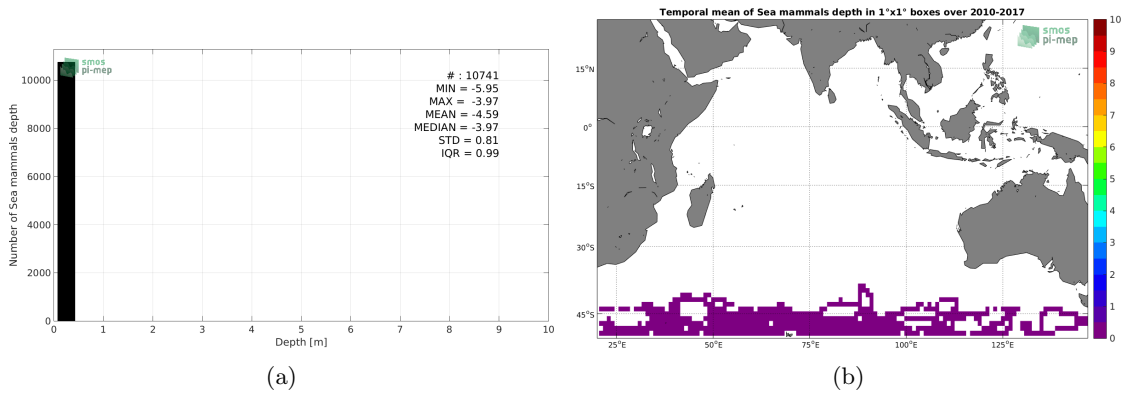 smos
pi-mep
# : 10741
MIN = -5.95
MAX = -3.97
MEAN = -4.59
MEDIAN = -3.97
STD = 0.81
IQR = 0.99
Number of Sea mammals depth
10000
8000
6000
4000
2000
0
0 1 2 3 4 5 6 7 8 9 10
Depth [m]
(a)
Temporal mean of Sea mammals depth in 1°x1° boxes over 2010-2017
smos
pi-mep
15°N
0°
15°S
30°S
45°S
25°E 50°E 75°E 100°E 125°E
10
9
8
7
6
5
4
3
2
1
0
(b)